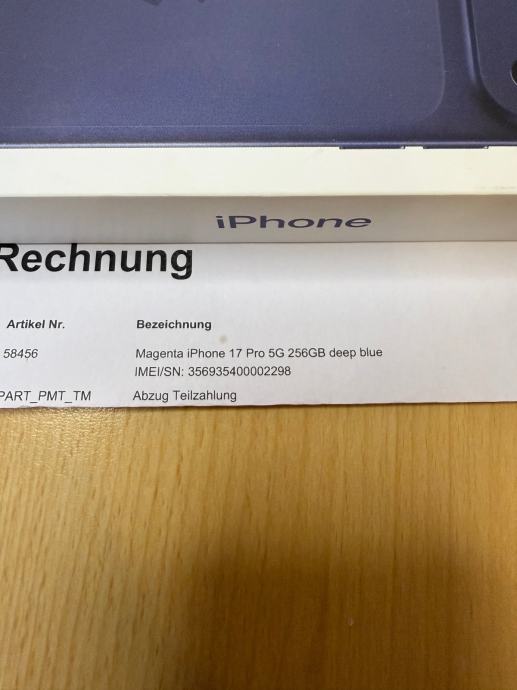 iPhone
Rechnung
Artikel Nr. Bezeichnung
58456 Magenta iPhone 17 Pro 5G 256GB deep blue
IMEI/SN: 356935400002298
PART_PMT_TM Abzug Teilzahlung